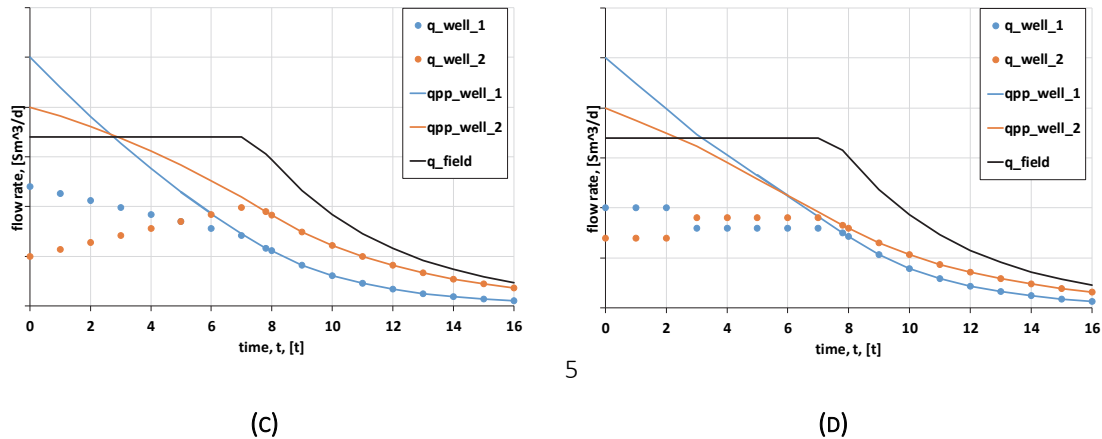 q_well_1
q_well_2
qpp_well_1
qpp_well_2
q_field
flow rate, [Sm^3/d]
0 2 4 6 8 10 12 14 16
time, t, [t]
q_well_1
q_well_2
qpp_well_1
qpp_well_2
q_field
flow rate, [Sm^3/d]
0 2 4 6 8 10 12 14 16
time, t, [t]
5
(C)
(D)